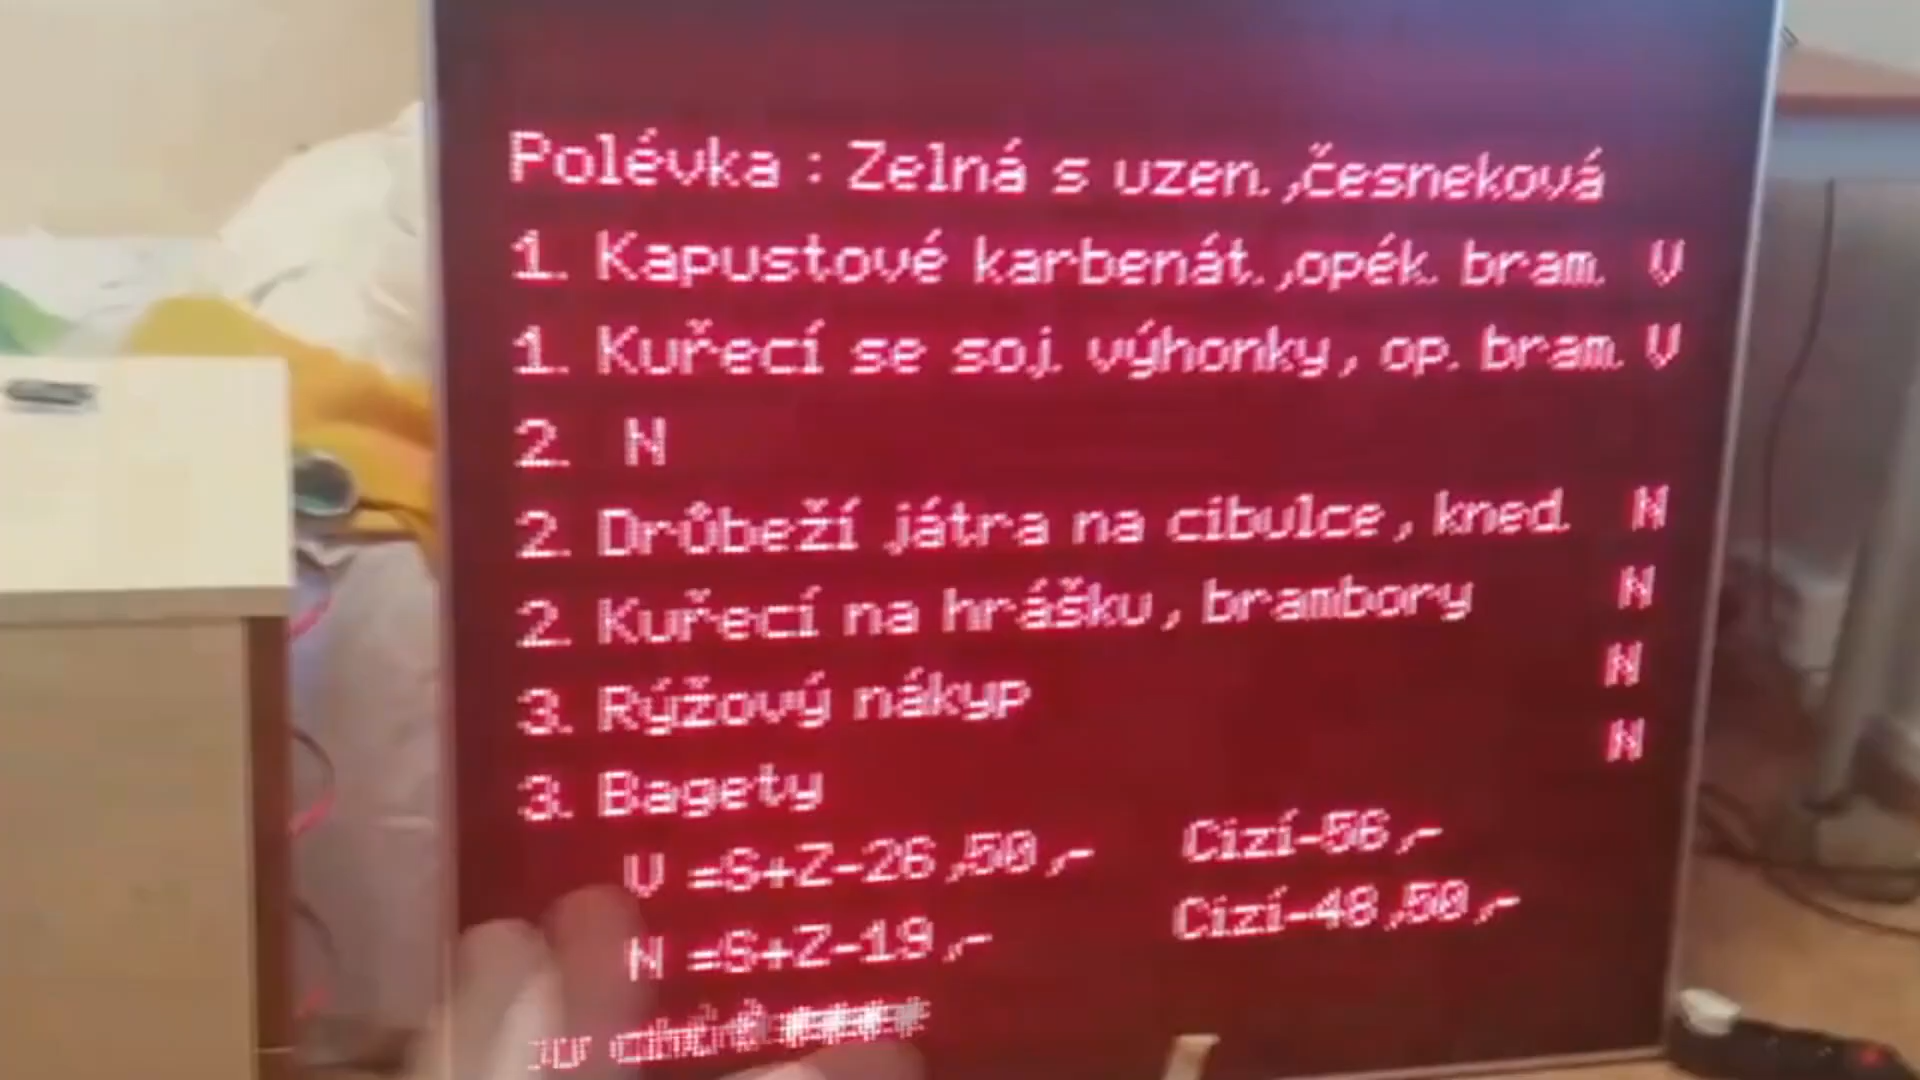 Polévka : Zelná s uzen.,česneková
1. Kapustové karbenát.,opék. bram. V
1. Kuřecí se soj. výhonky, op. bram. V
2. N
2. Drůbeží játra na cibulce, kned. N
2. Kuřecí na hrášku, brambory N
3. Rýžový nákyp N
3. Bagety N
V =S+Z-26,50,- Cizí-56,-
N =S+Z-19,- Cizí-48,50,-